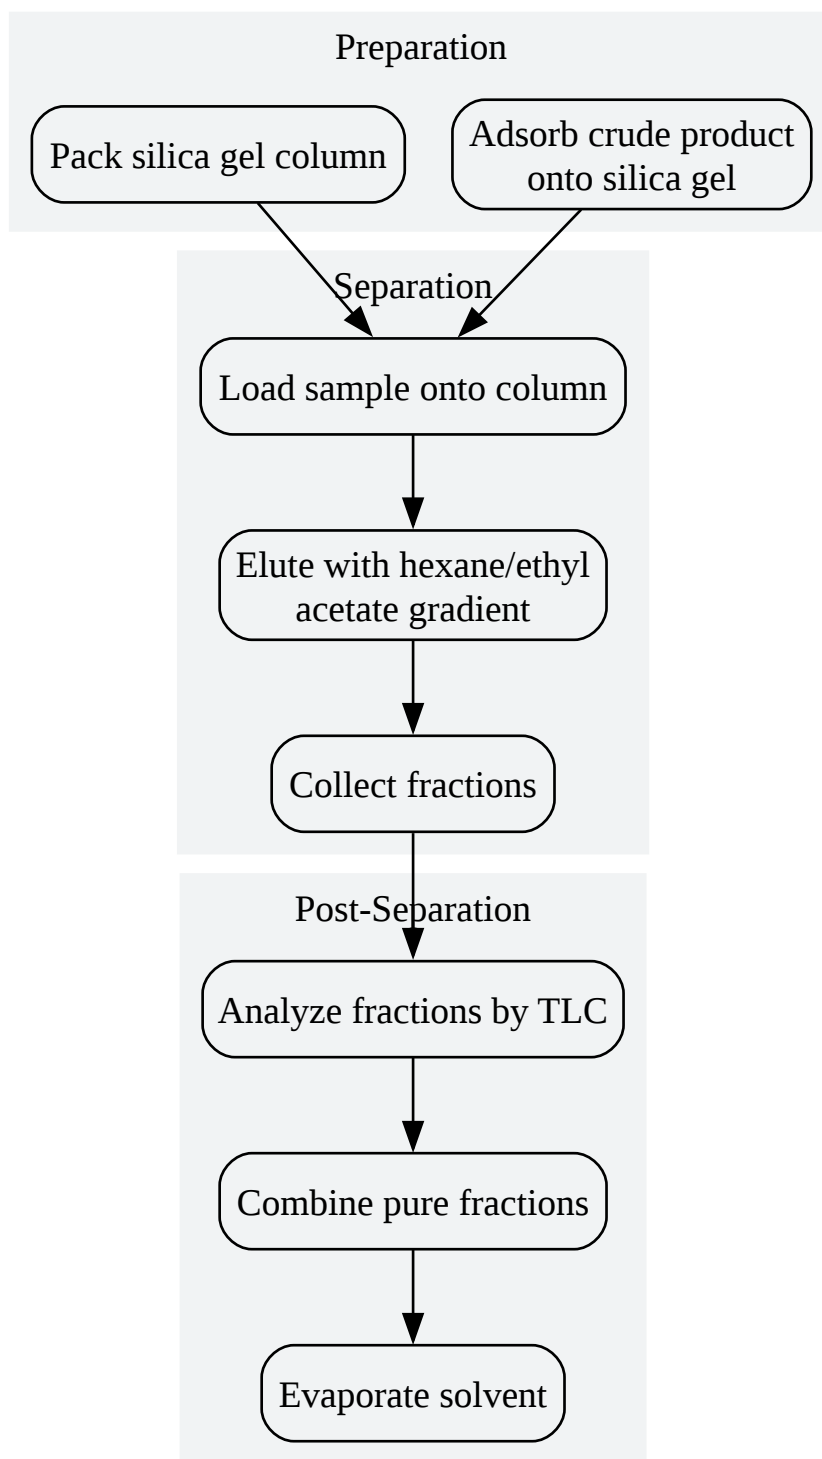 Preparation
Pack silica gel column
Adsorb crude product
onto silica gel
Separation
Load sample onto column
Elute with hexane/ethyl
acetate gradient
Collect fractions
Post-Separation
Analyze fractions by TLC
Combine pure fractions
Evaporate solvent